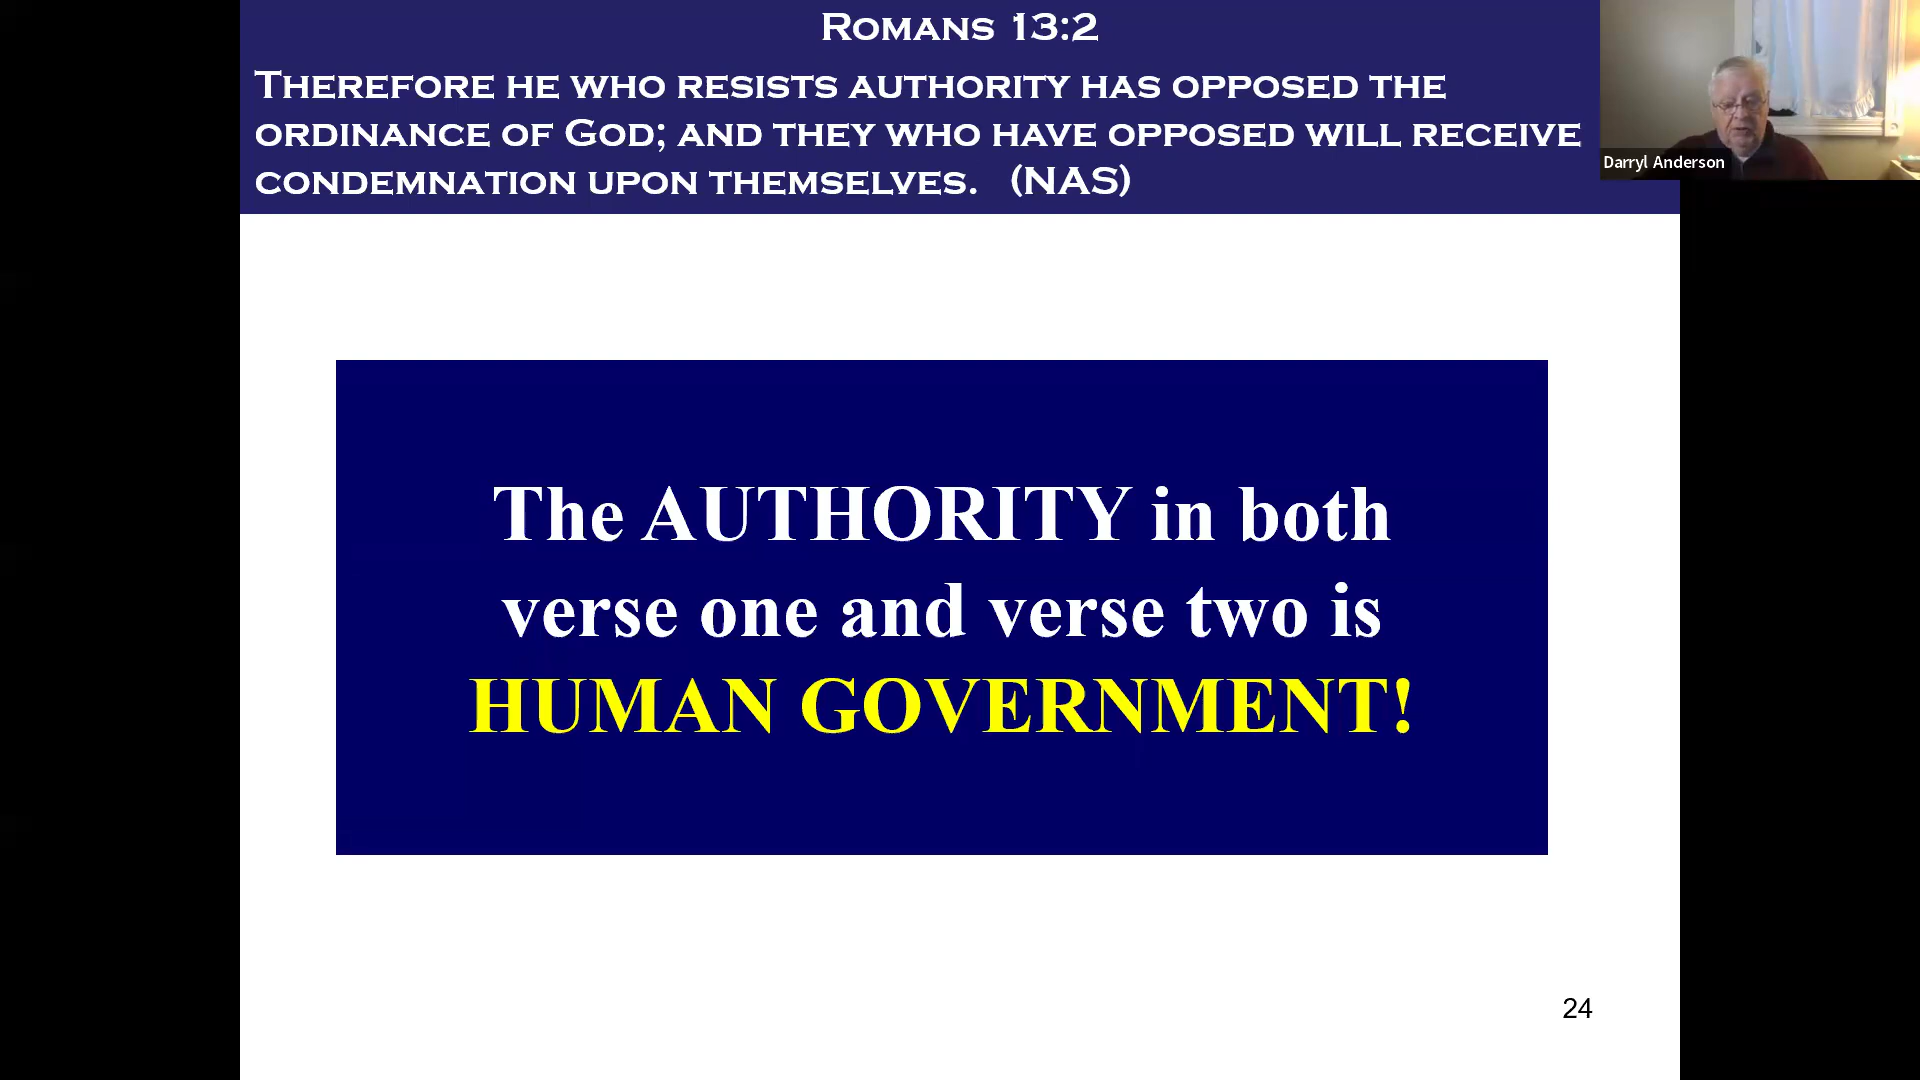 Romans 13:2
Therefore he who resists authority has opposed the
ordinance of God; and they who have opposed will receive
condemnation upon themselves. (NAS)
Darryl Anderson
The AUTHORITY in both
verse one and verse two is
HUMAN GOVERNMENT!
24